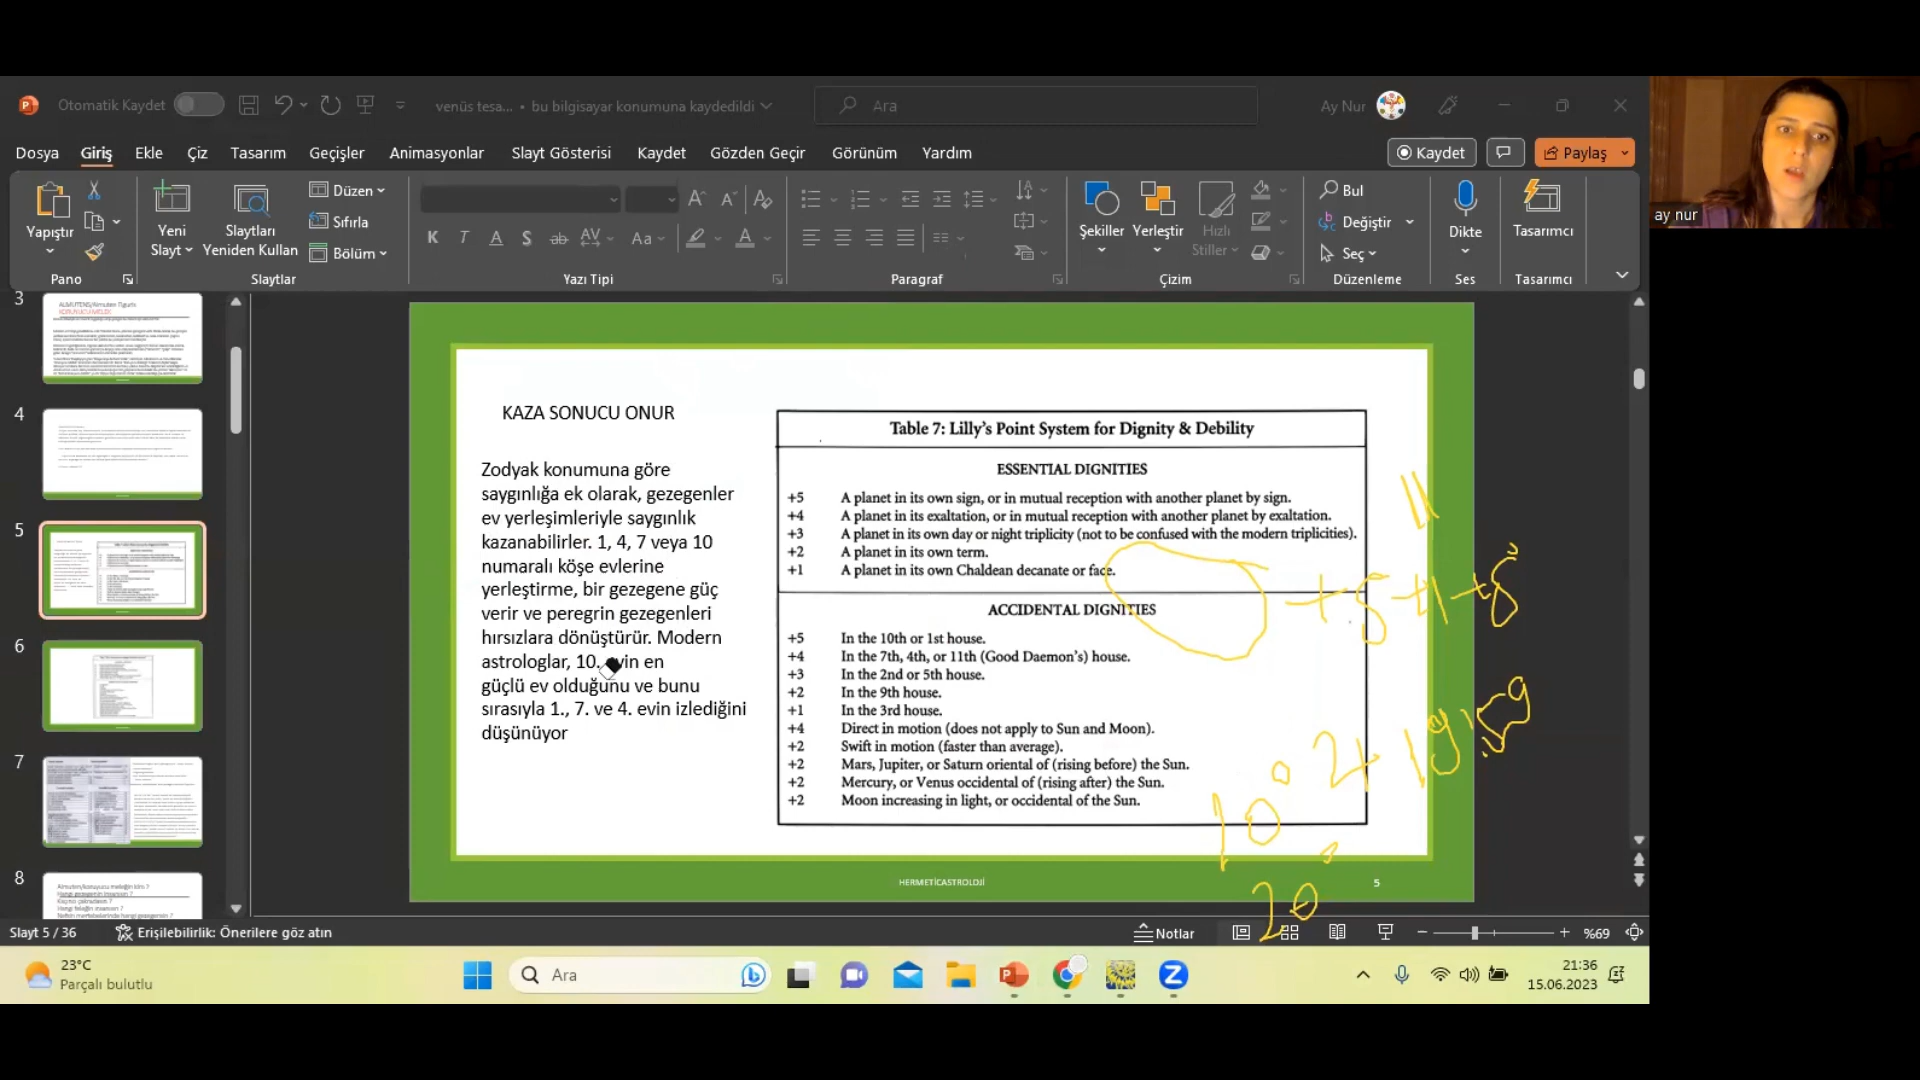 Otomatik Kaydet
venüs tesa... • bu bilgisayar konumuna kaydedildi
Ara
Ay Nur
Dosya Giriş Ekle Çiz Tasarım Geçişler Animasyonlar Slayt Gösterisi Kaydet Gözden Geçir Görünüm Yardım
Kaydet
Paylaş
Yapıştır
Yeni Slayt
Slaytları Yeniden Kullan
Düzen
Sıfırla
Bölüm
Şekiller
Yerleştir
Hızlı Stiller
Bul
Değiştir
Seç
Dikte
Tasarımcı
Pano
Slaytlar
Yazı Tipi
Paragraf
Çizim
Düzenleme
Ses
Tasarımcı
ay nur
3
4
5
6
7
8
KAZA SONUCU ONUR
Zodyak konumuna göre
saygınlığa ek olarak, gezegenler
ev yerleşimleriyle saygınlık
kazanabilirler. 1, 4, 7 veya 10
numaralı köşe evlerine
yerleştirme, bir gezegene güç
verir ve peregrin gezegenleri
hırsızlara dönüştürür. Modern
astrologlar, 10. evin en
güçlü ev olduğunu ve bunu
sırasıyla 1., 7. ve 4. evin izlediğini
düşünüyor
Table 7: Lilly's Point System for Dignity & Debility
ESSENTIAL DIGNITIES
+5 A planet in its own sign, or in mutual reception with another planet by sign.
+4 A planet in its exaltation, or in mutual reception with another planet by exaltation.
+3 A planet in its own day or night triplicity (not to be confused with the modern triplicities).
+2 A planet in its own term.
+1 A planet in its own Chaldean decanate or face.
ACCIDENTAL DIGNITIES
+5 In the 10th or 1st house.
+4 In the 7th, 4th, or 11th (Good Daemon's) house.
+3 In the 2nd or 5th house.
+2 In the 9th house.
+1 In the 3rd house.
+4 Direct in motion (does not apply to Sun and Moon).
+2 Swift in motion (faster than average).
+2 Mars, Jupiter, or Saturn oriental of (rising before) the Sun.
+2 Mercury, or Venus occidental of (rising after) the Sun.
+2 Moon increasing in light, or occidental of the Sun.
10°
20°
HERMETİCASTROLOJİ
5
Slayt 5 / 36
Erişilebilirlik: Önerilere göz atın
Notlar
%69
23°C
Parçalı bulutlu
Ara
21:36
15.06.2023